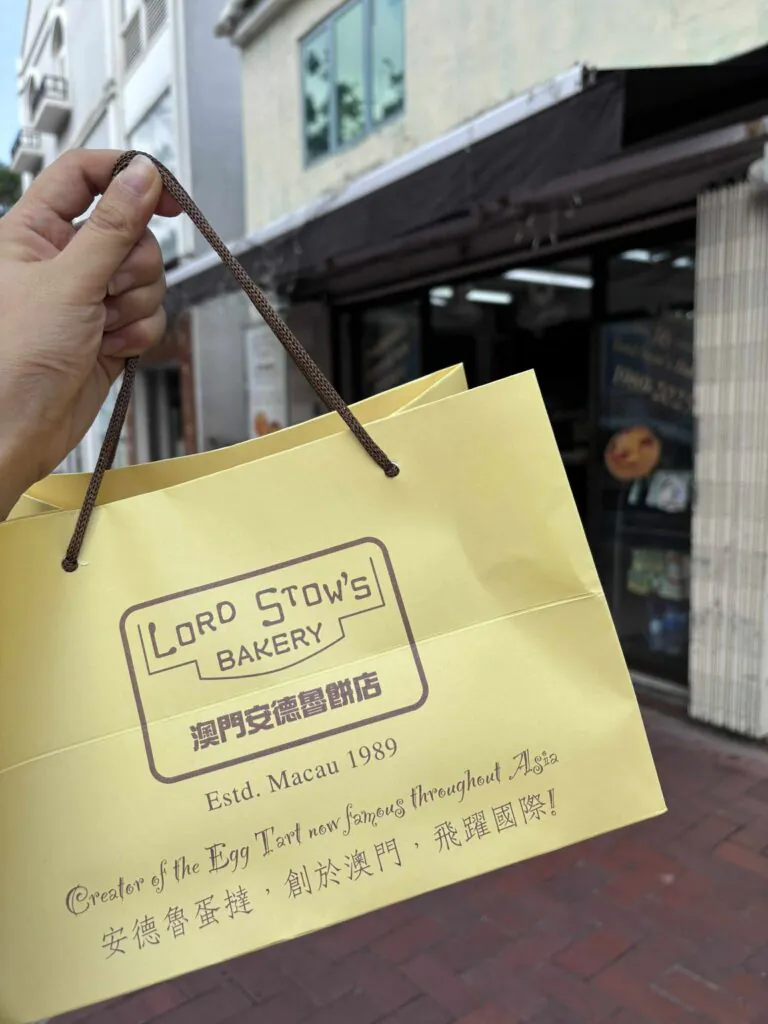 LORD STOW'S
BAKERY
澳門安德魯餅店
Estd. Macau 1989
Creator of the Egg Tart now famous throughout Asia
安德魯蛋撻，創於澳門，飛躍國際!